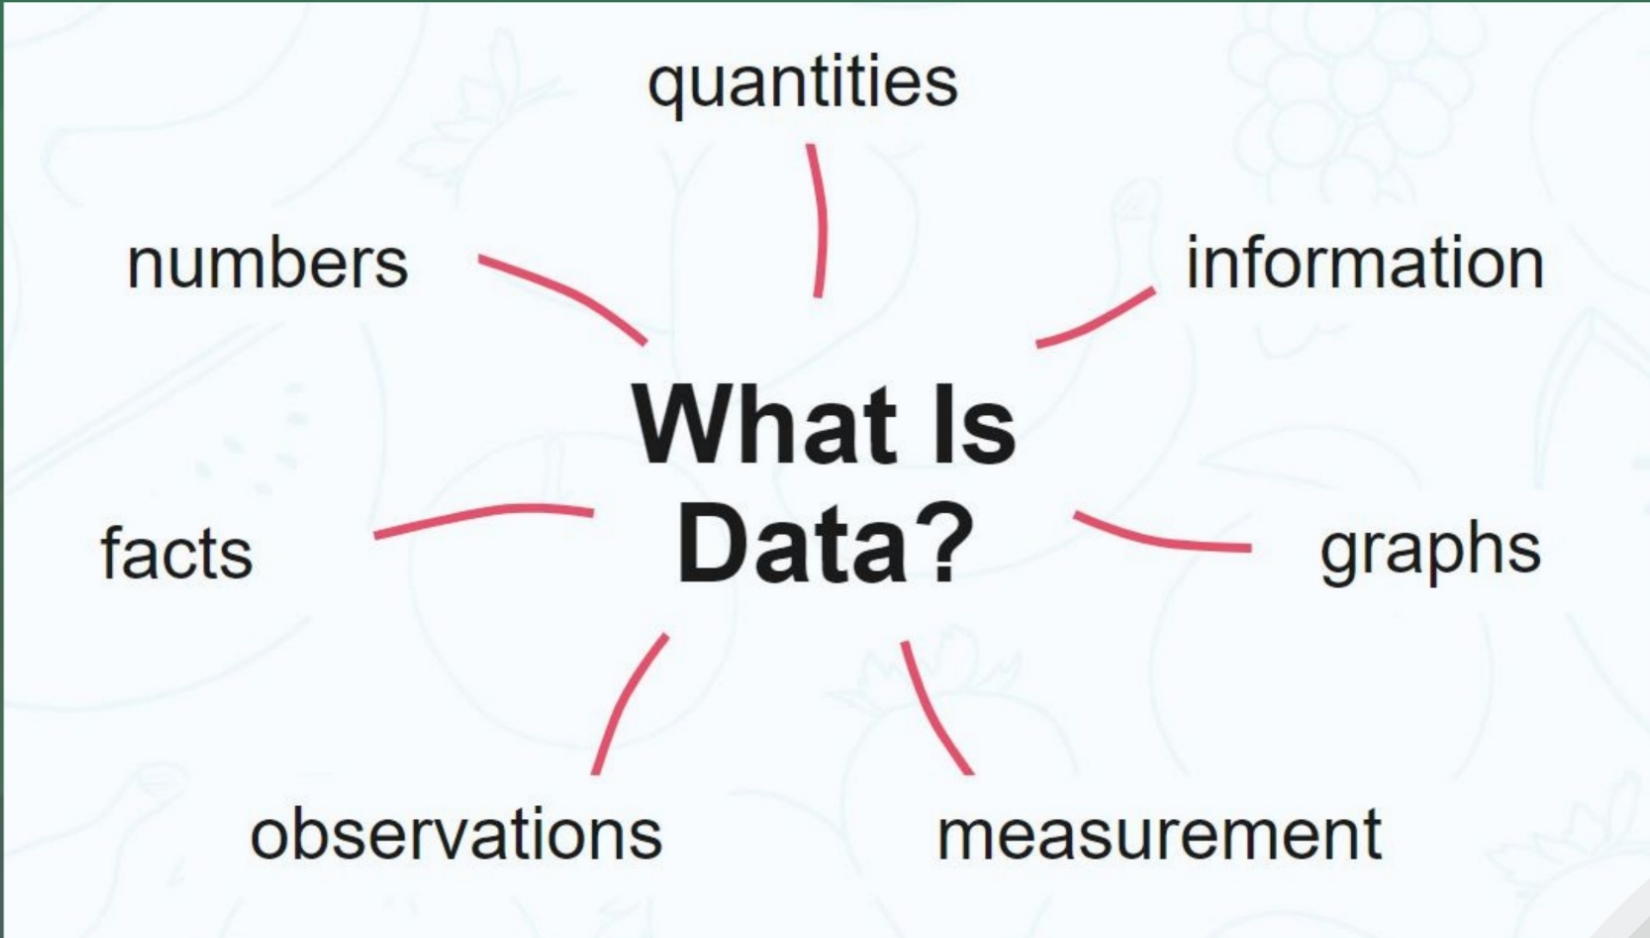 quantities
numbers
information
What Is
Data?
facts
graphs
observations
measurement